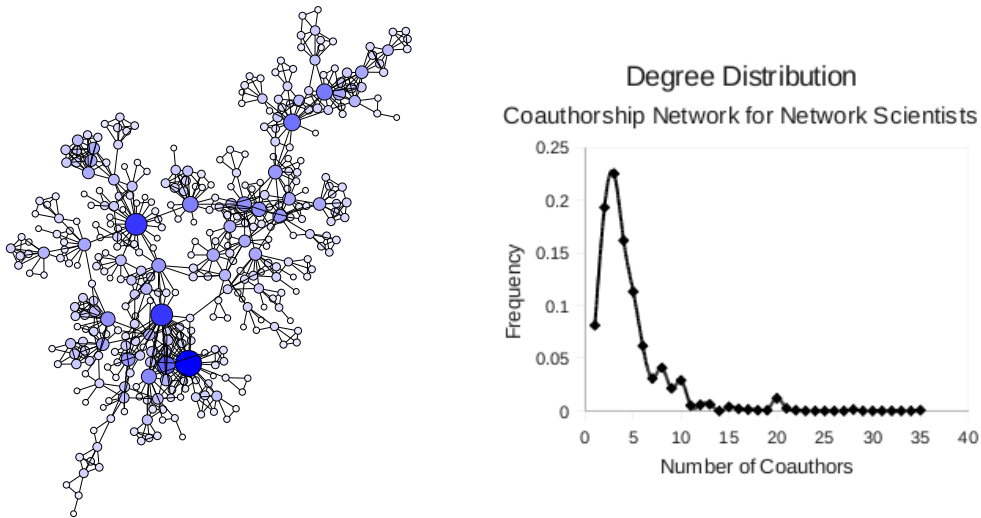 Degree Distribution
Coauthorship Network for Network Scientists
0.25
0.2
0.15
0.1
0.05
0
Frequency
0 5 10 15 20 25 30 35 40
Number of Coauthors